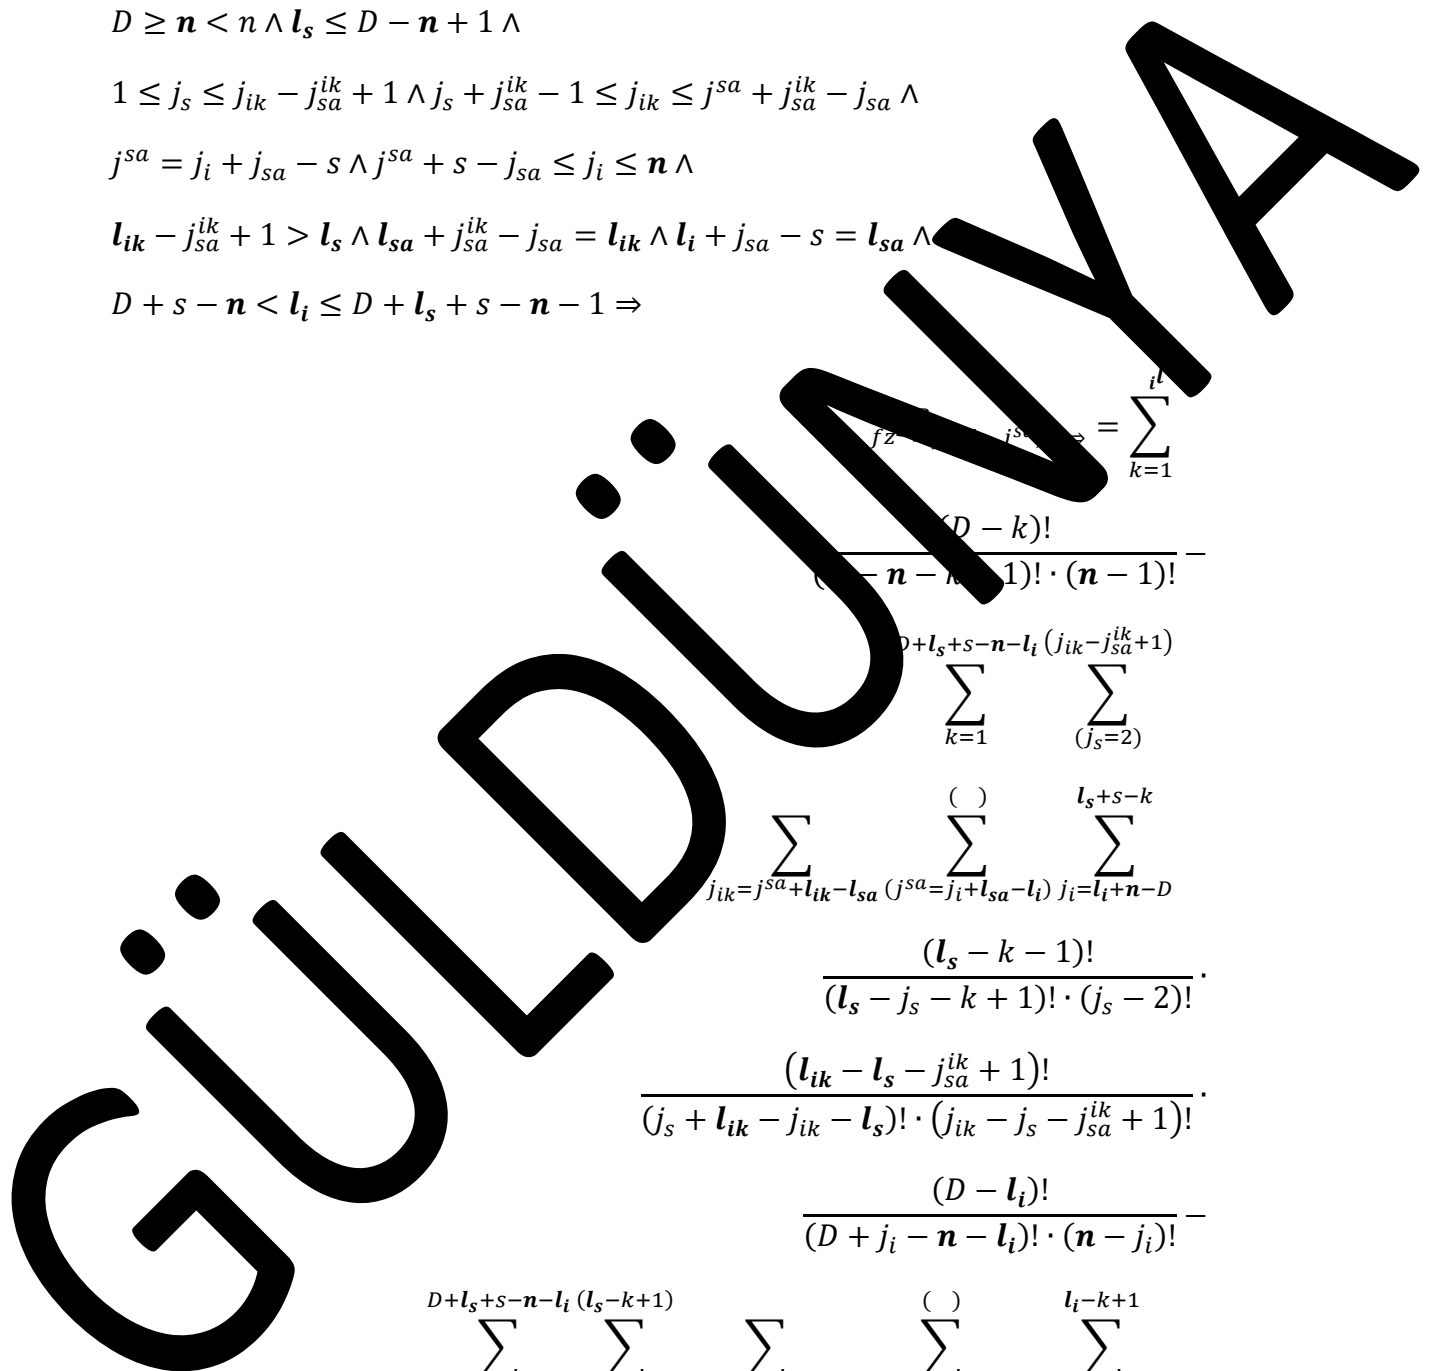 D ≥ n < n ∧ l_s ≤ D − n + 1 ∧
1 ≤ j_s ≤ j_ik − j_sa^ik + 1 ∧ j_s + j_sa^ik − 1 ≤ j_ik ≤ j^sa + j_sa^ik − j_sa ∧
j^sa = j_i + j_sa − s ∧ j^sa + s − j_sa ≤ j_i ≤ n ∧
l_ik − j_sa^ik + 1 > l_s ∧ l_sa + j_sa^ik − j_sa = l_ik ∧ l_i + j_sa − s = l_sa ∧
D + s − n < l_i ≤ D + l_s + s − n − 1 ⇒
= ∑_{k=1}
(D − k)!
− n − 1)! · (n − 1)! −
D+l_s+s−n−l_i (j_ik−j_sa^ik+1)
∑ ∑
k=1 (j_s=2)
( ) l_s+s−k
∑ ∑ ∑
j_ik=j^sa+l_ik−l_sa (j^sa=j_i+l_sa−l_i) j_i=l_i+n−D
(l_s − k − 1)!
(l_s − j_s − k + 1)! · (j_s − 2)! ·
(l_ik − l_s − j_sa^ik + 1)!
(j_s + l_ik − j_ik − l_s)! · (j_ik − j_s − j_sa^ik + 1)! ·
(D − l_i)!
(D + j_i − n − l_i)! · (n − j_i)! −
D+l_s+s−n−l_i (l_s−k+1) ( ) l_i−k+1
∑ ∑ ∑ ∑ ∑
GÜLDÜNYA